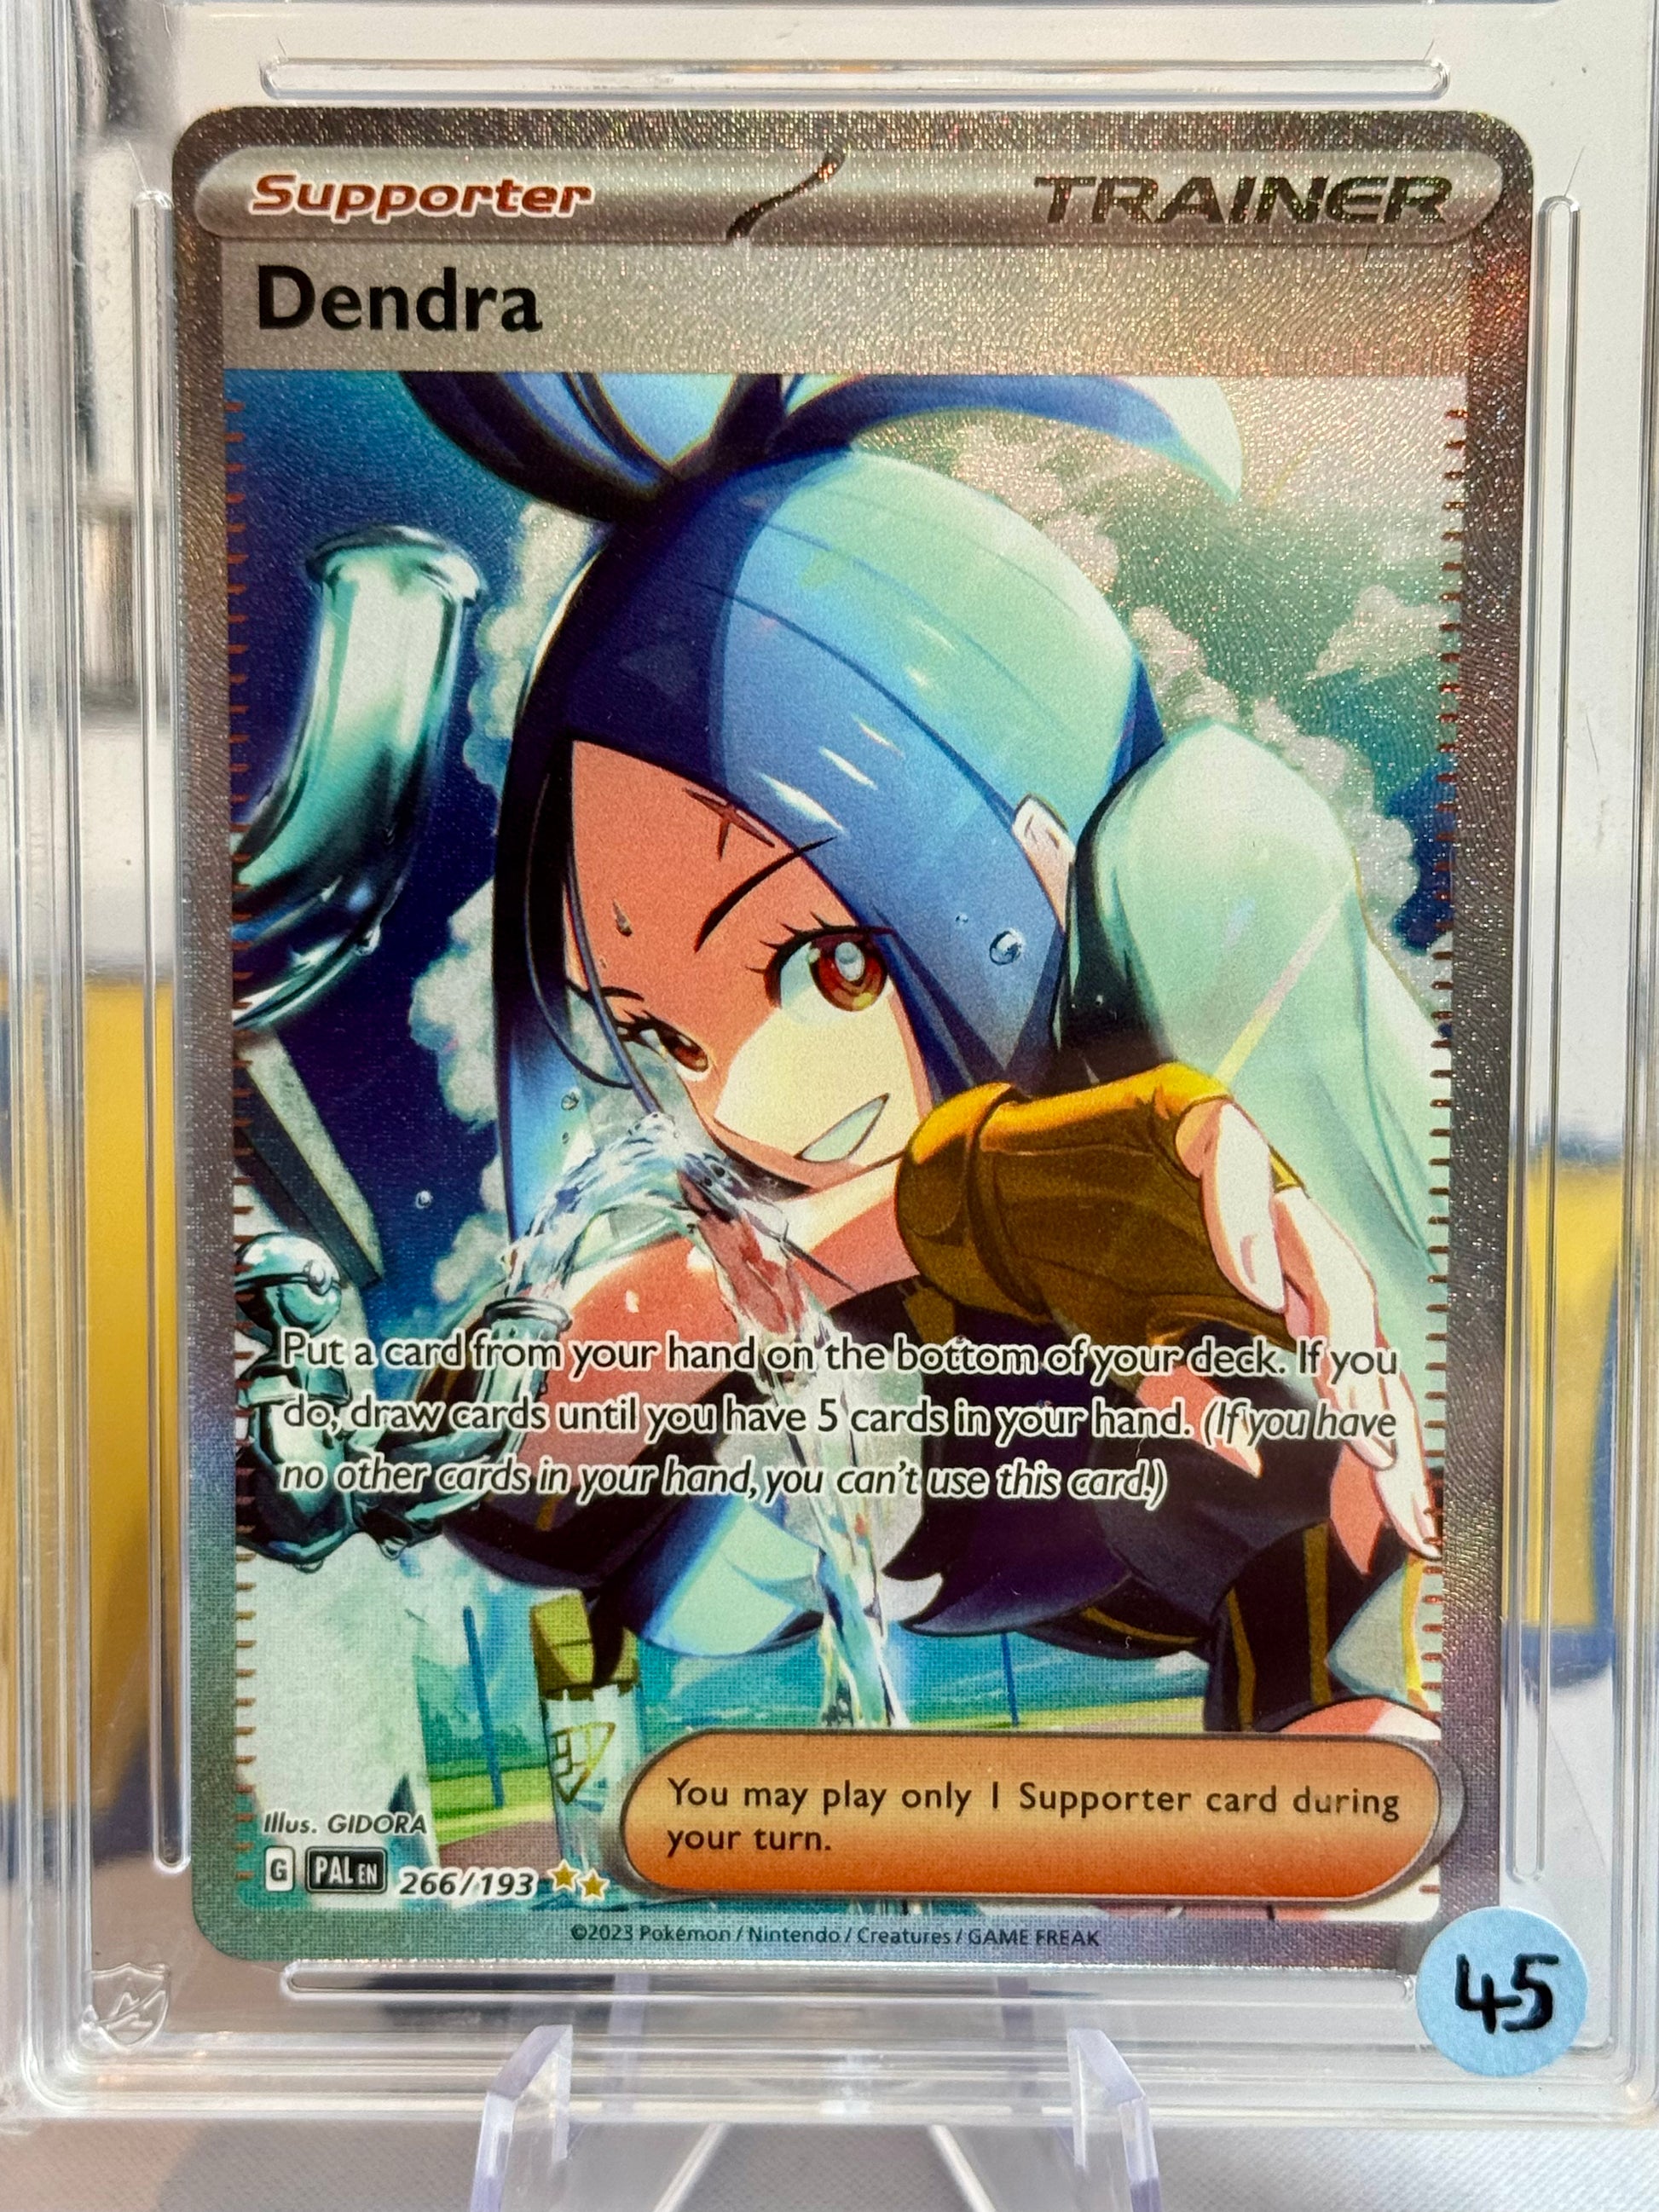 Supporter
TRAINER
Dendra
Put a card from your hand on the bottom of your deck. If you
do, draw cards until you have 5 cards in your hand. (If you have
no other cards in your hand, you can't use this card.)
You may play only 1 Supporter card during
your turn.
Illus. GIDORA
G PAL EN 266/193
©2023 Pokémon / Nintendo / Creatures / GAME FREAK
45